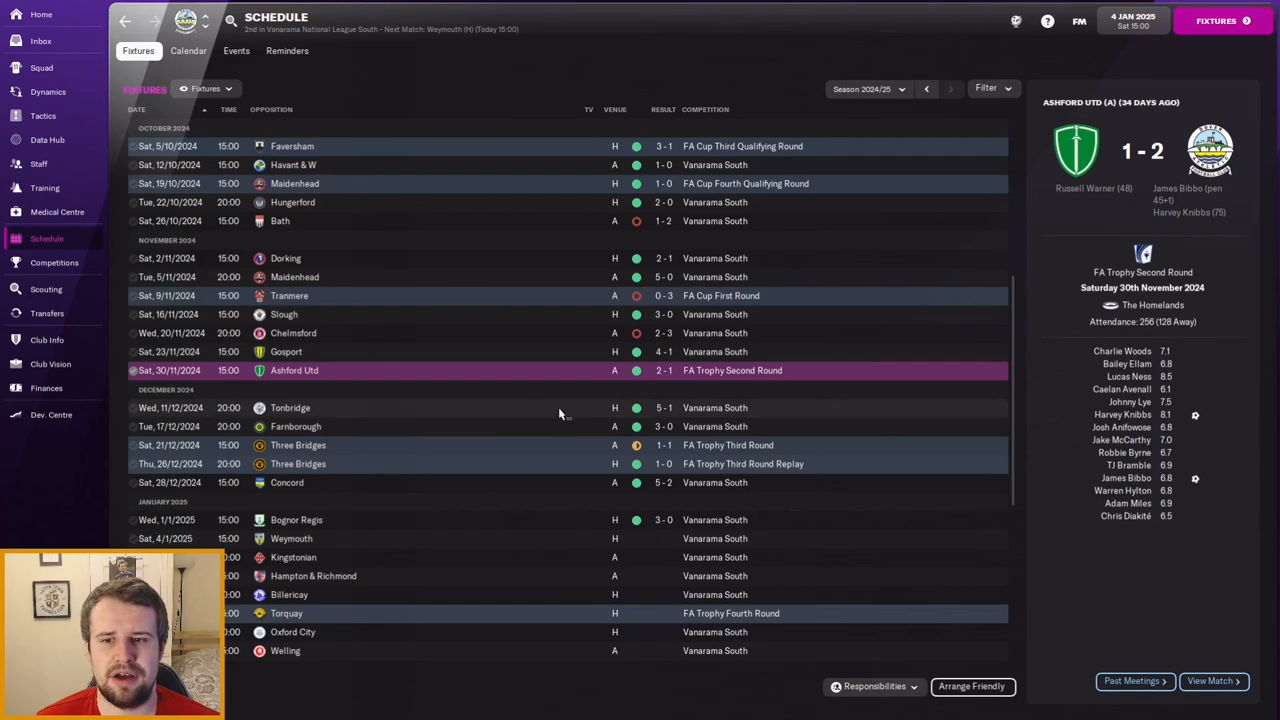 Home
Inbox
Squad
Dynamics
Tactics
Data Hub
Staff
Training
Medical Centre
Schedule
Competitions
Scouting
Transfers
Club Info
Club Vision
Finances
Dev. Centre
SCHEDULE
2nd in Vanarama National League South - Next Match: Weymouth (H) (Today 15:00)
? FM
4 JAN 2025
Sat 15:00
FIXTURES
Fixtures Calendar Events Reminders
FIXTURES Fixtures Season 2024/25 Filter
DATE TIME OPPOSITION TV VENUE RESULT COMPETITION
OCTOBER 2024
Sat, 5/10/2024 15:00 Faversham H 3 - 1 FA Cup Third Qualifying Round
Sat, 12/10/2024 15:00 Havant & W A 1 - 0 Vanarama South
Sat, 19/10/2024 15:00 Maidenhead H 1 - 0 FA Cup Fourth Qualifying Round
Tue, 22/10/2024 20:00 Hungerford H 2 - 0 Vanarama South
Sat, 26/10/2024 15:00 Bath A 1 - 2 Vanarama South
NOVEMBER 2024
Sat, 2/11/2024 15:00 Dorking H 2 - 1 Vanarama South
Tue, 5/11/2024 20:00 Maidenhead A 5 - 0 Vanarama South
Sat, 9/11/2024 15:00 Tranmere A 0 - 3 FA Cup First Round
Sat, 16/11/2024 15:00 Slough H 3 - 0 Vanarama South
Wed, 20/11/2024 20:00 Chelmsford A 2 - 3 Vanarama South
Sat, 23/11/2024 15:00 Gosport H 4 - 1 Vanarama South
Sat, 30/11/2024 15:00 Ashford Utd A 2 - 1 FA Trophy Second Round
DECEMBER 2024
Wed, 11/12/2024 20:00 Tonbridge H 5 - 1 Vanarama South
Tue, 17/12/2024 20:00 Farnborough A 3 - 0 Vanarama South
Sat, 21/12/2024 15:00 Three Bridges A 1 - 1 FA Trophy Third Round
Thu, 26/12/2024 20:00 Three Bridges H 1 - 0 FA Trophy Third Round Replay
Sat, 28/12/2024 15:00 Concord A 5 - 2 Vanarama South
JANUARY 2025
Wed, 1/1/2025 15:00 Bognor Regis H 3 - 0 Vanarama South
Sat, 4/1/2025 15:00 Weymouth H Vanarama South
Kingstonian A Vanarama South
Hampton & Richmond A Vanarama South
Billericay H Vanarama South
Torquay H FA Trophy Fourth Round
Oxford City H Vanarama South
Welling A Vanarama South
Responsibilities Arrange Friendly
ASHFORD UTD (A) (34 DAYS AGO)
1 - 2
Russell Warner (48)
James Bibbo (pen
45+1)
Harvey Knibbs (75)
FA Trophy Second Round
Saturday 30th November 2024
The Homelands
Attendance: 256 (128 Away)
Charlie Woods 7.1
Bailey Ellam 6.8
Lucas Ness 8.5
Caelan Avenall 6.1
Johnny Lye 7.5
Harvey Knibbs 8.1
Josh Anifowose 6.8
Jake McCarthy 7.0
Robbie Byrne 6.7
TJ Bramble 6.9
James Bibbo 6.8
Warren Hylton 6.8
Adam Miles 6.9
Chris Diakité 6.5
Past Meetings View Match